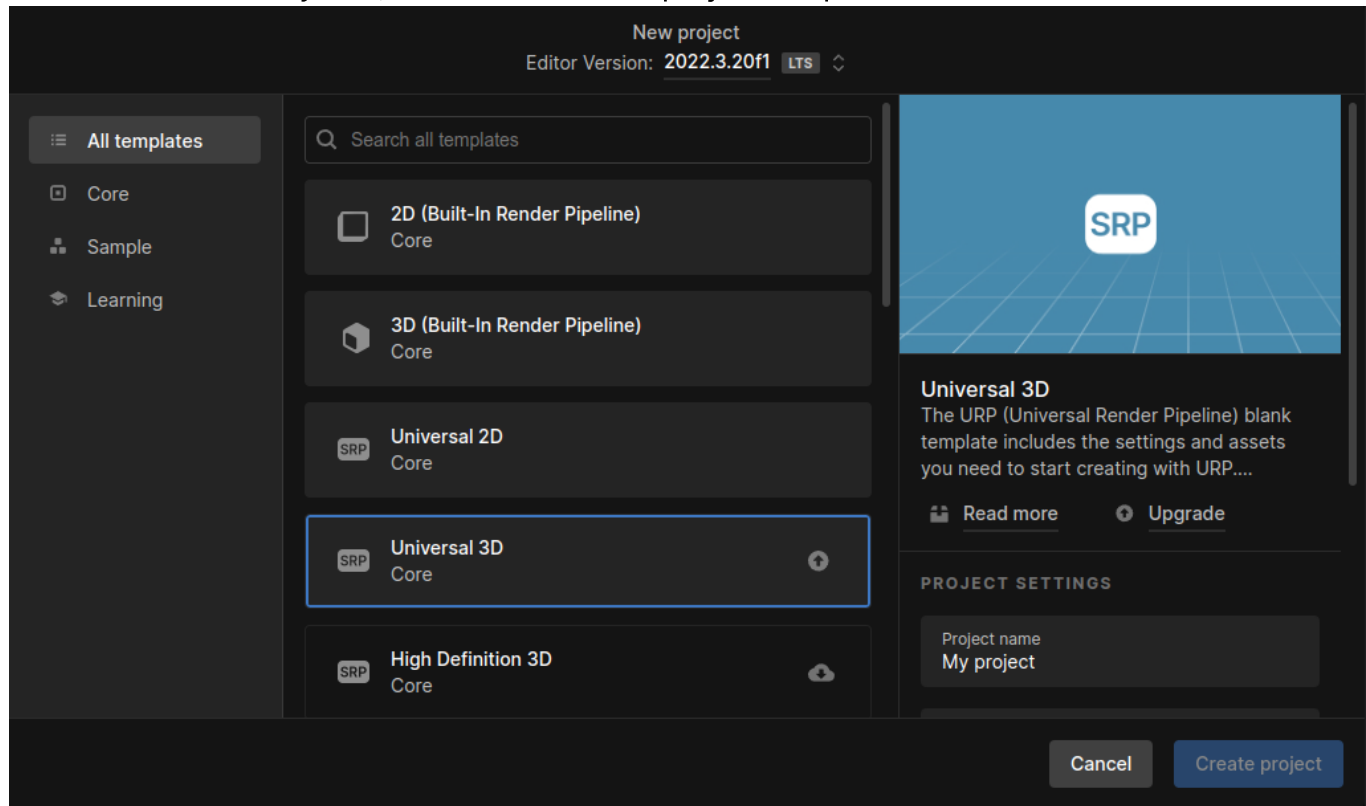 New project
Editor Version: 2022.3.20f1 LTS
All templates
Core
Sample
Learning
Search all templates
2D (Built-In Render Pipeline)
Core
3D (Built-In Render Pipeline)
Core
SRP
Universal 2D
Core
SRP
Universal 3D
Core
SRP
High Definition 3D
Core
SRP
Universal 3D
The URP (Universal Render Pipeline) blank
template includes the settings and assets
you need to start creating with URP....
Read more Upgrade
PROJECT SETTINGS
Project name
My project
Cancel Create project